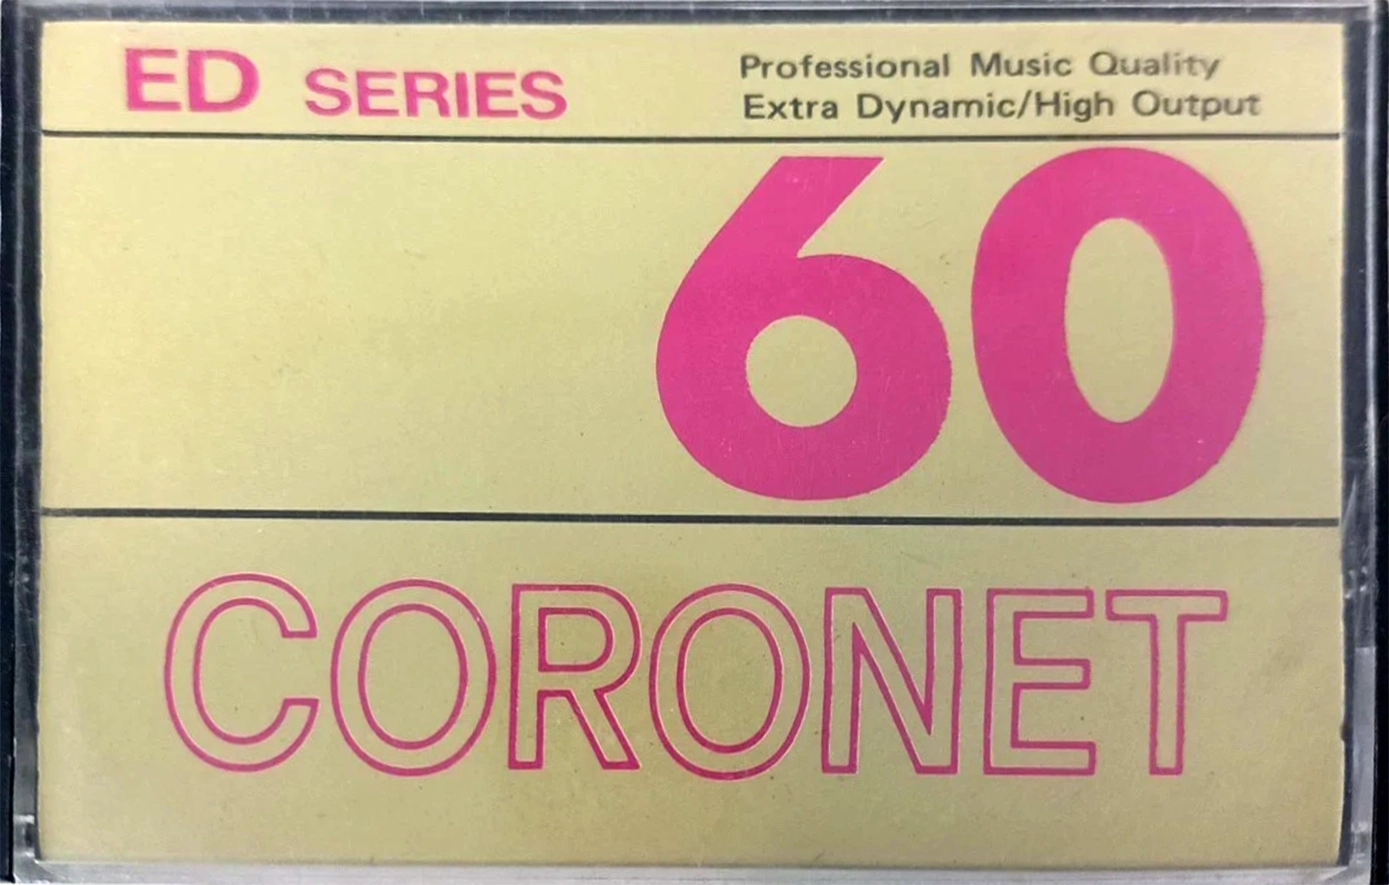 ED SERIES
Professional Music Quality
Extra Dynamic/High Output
60
CORONET